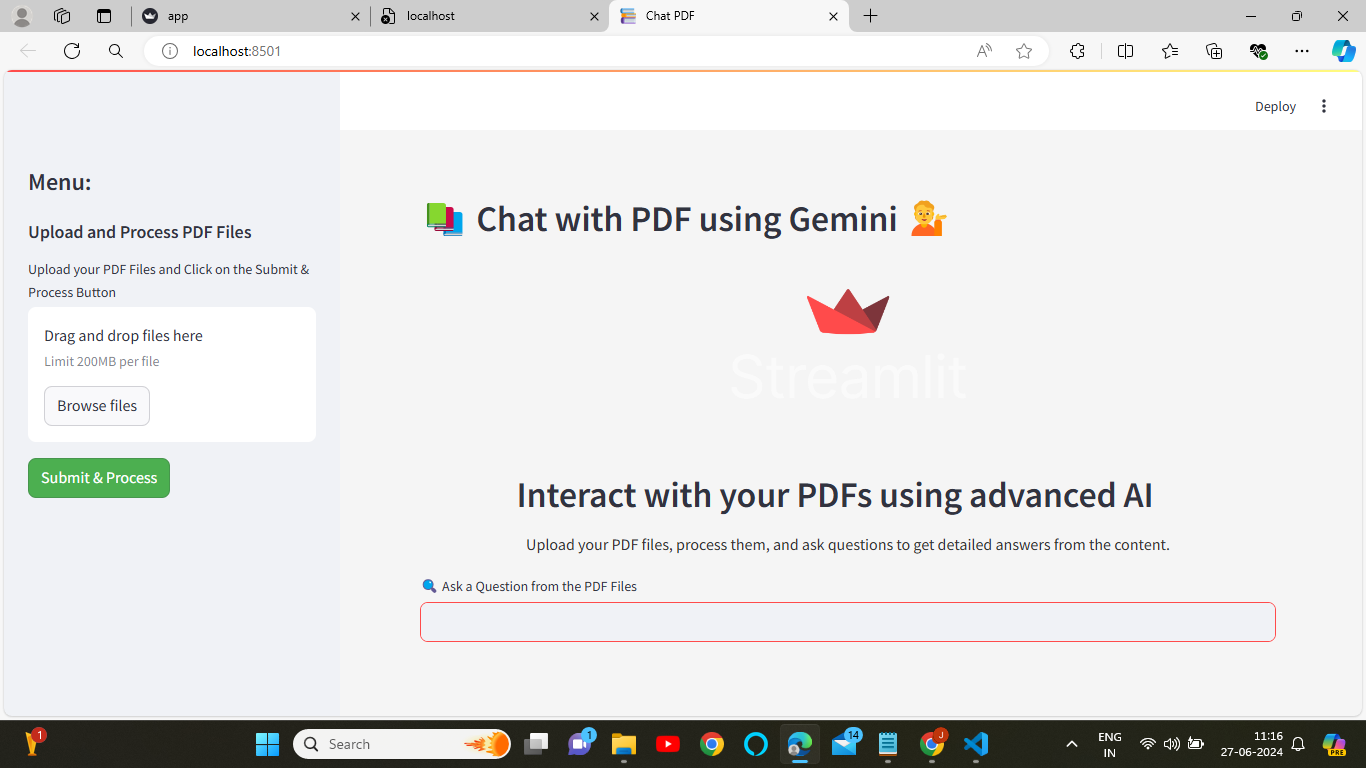 app
localhost
Chat PDF
localhost:8501
Deploy
Menu:
Upload and Process PDF Files
Upload your PDF Files and Click on the Submit &
Process Button
Drag and drop files here
Limit 200MB per file
Browse files
Submit & Process
📚 Chat with PDF using Gemini 💁
Streamlit
Interact with your PDFs using advanced AI
Upload your PDF files, process them, and ask questions to get detailed answers from the content.
🔍 Ask a Question from the PDF Files
1
Search
1
14
J
ENG
IN
11:16
27-06-2024
PRE